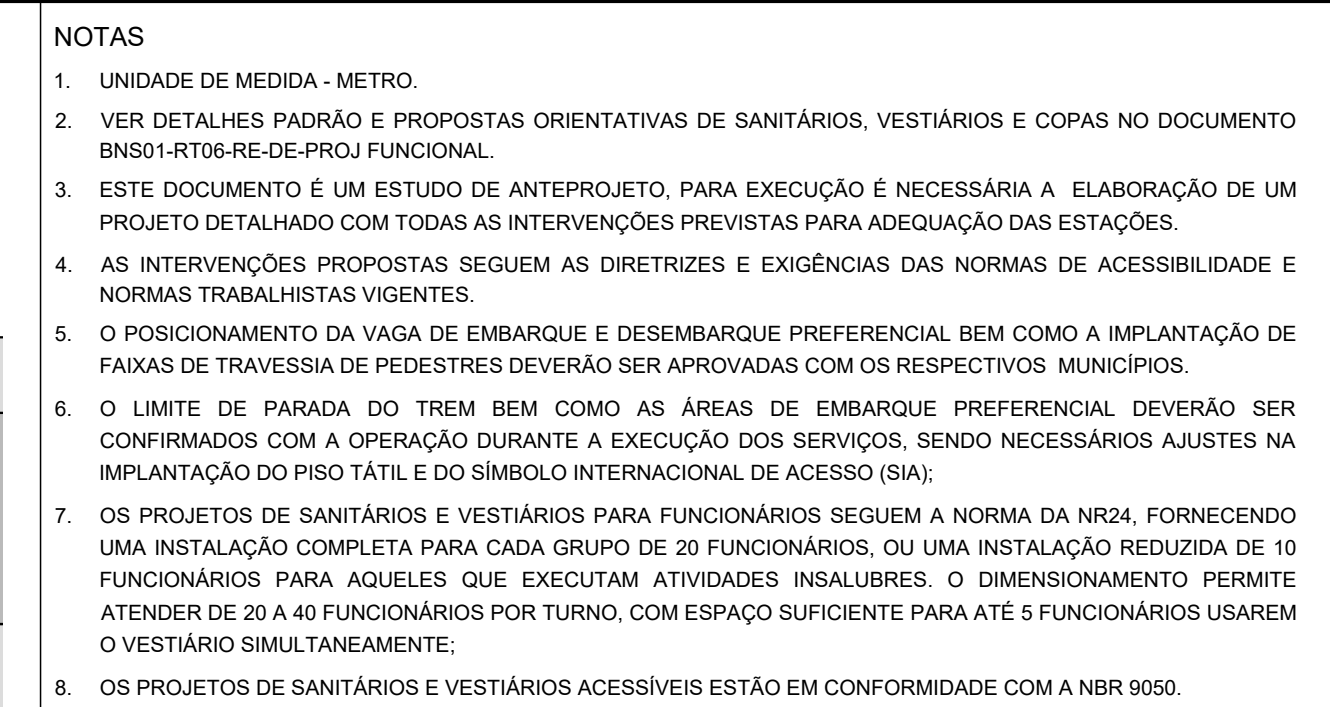 NOTAS
1. UNIDADE DE MEDIDA - METRO.
2. VER DETALHES PADRÃO E PROPOSTAS ORIENTATIVAS DE SANITÁRIOS, VESTIÁRIOS E COPAS NO DOCUMENTO
BNS01-RT06-RE-DE-PROJ FUNCIONAL.
3. ESTE DOCUMENTO É UM ESTUDO DE ANTEPROJETO, PARA EXECUÇÃO É NECESSÁRIA A ELABORAÇÃO DE UM
PROJETO DETALHADO COM TODAS AS INTERVENÇÕES PREVISTAS PARA ADEQUAÇÃO DAS ESTAÇÕES.
4. AS INTERVENÇÕES PROPOSTAS SEGUEM AS DIRETRIZES E EXIGÊNCIAS DAS NORMAS DE ACESSIBILIDADE E
NORMAS TRABALHISTAS VIGENTES.
5. O POSICIONAMENTO DA VAGA DE EMBARQUE E DESEMBARQUE PREFERENCIAL BEM COMO A IMPLANTAÇÃO DE
FAIXAS DE TRAVESSIA DE PEDESTRES DEVERÃO SER APROVADAS COM OS RESPECTIVOS MUNICÍPIOS.
6. O LIMITE DE PARADA DO TREM BEM COMO AS ÁREAS DE EMBARQUE PREFERENCIAL DEVERÃO SER
CONFIRMADOS COM A OPERAÇÃO DURANTE A EXECUÇÃO DOS SERVIÇOS, SENDO NECESSÁRIOS AJUSTES NA
IMPLANTAÇÃO DO PISO TÁTIL E DO SÍMBOLO INTERNACIONAL DE ACESSO (SIA);
7. OS PROJETOS DE SANITÁRIOS E VESTIÁRIOS PARA FUNCIONÁRIOS SEGUEM A NORMA DA NR24, FORNECENDO
UMA INSTALAÇÃO COMPLETA PARA CADA GRUPO DE 20 FUNCIONÁRIOS, OU UMA INSTALAÇÃO REDUZIDA DE 10
FUNCIONÁRIOS PARA AQUELES QUE EXECUTAM ATIVIDADES INSALUBRES. O DIMENSIONAMENTO PERMITE
ATENDER DE 20 A 40 FUNCIONÁRIOS POR TURNO, COM ESPAÇO SUFICIENTE PARA ATÉ 5 FUNCIONÁRIOS USAREM
O VESTIÁRIO SIMULTANEAMENTE;
8. OS PROJETOS DE SANITÁRIOS E VESTIÁRIOS ACESSÍVEIS ESTÃO EM CONFORMIDADE COM A NBR 9050.